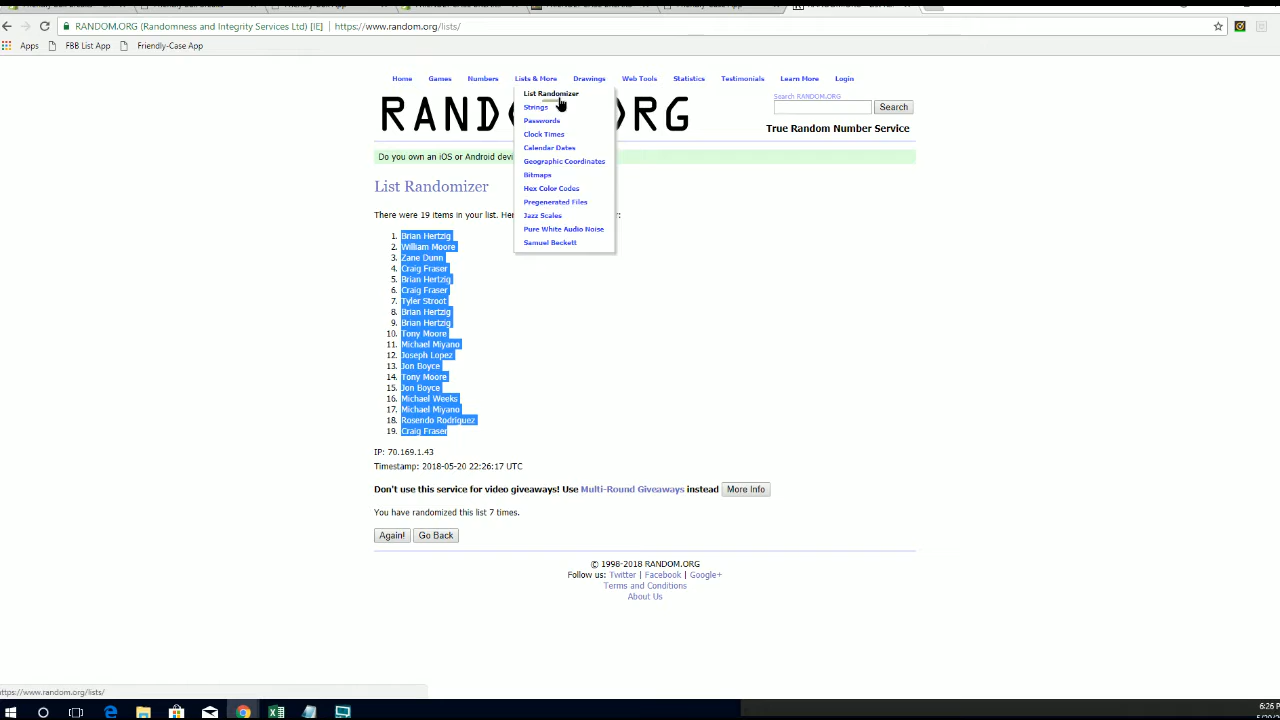 RANDOM.ORG (Randomness and Integrity Services Ltd) [IE] | https://www.random.org/lists/
Apps FBB List App Friendly-Case App
Home Games Numbers Lists & More Drawings Web Tools Statistics Testimonials Learn More Login
List Randomizer
Strings
Passwords
Clock Times
Calendar Dates
Geographic Coordinates
Bitmaps
Hex Color Codes
Pregenerated Files
Jazz Scales
Pure White Audio Noise
Samuel Beckett
Search RANDOM.ORG
Search
True Random Number Service
Do you own an iOS or Android
List Randomizer
There were 19 items in your list.
1. Brian Hertzig
2. William Moore
3. Zane Dunn
4. Craig Fraser
5. Brian Hertzig
6. Craig Fraser
7. Tyler Stroot
8. Brian Hertzig
9. Brian Hertzig
10. Tony Moore
11. Michael Miyano
12. Joseph Lopez
13. Jon Boyce
14. Tony Moore
15. Jon Boyce
16. Michael Weeks
17. Michael Miyano
18. Rosendo Rodriguez
19. Craig Fraser
IP: 70.169.1.43
Timestamp: 2018-05-20 22:26:17 UTC
Don't use this service for video giveaways! Use Multi-Round Giveaways instead More Info
You have randomized this list 7 times.
Again! Go Back
© 1998-2018 RANDOM.ORG
Follow us: Twitter | Facebook | Google+
Terms and Conditions
About Us
https://www.random.org/lists/
6:26 P